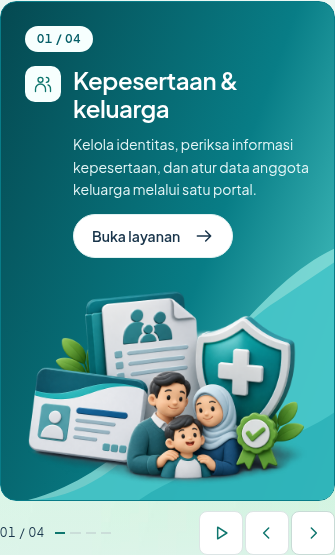 01 / 04
Kepesertaan &
keluarga
Kelola identitas, periksa informasi
kepesertaan, dan atur data anggota
keluarga melalui satu portal.
Buka layanan
01 / 04